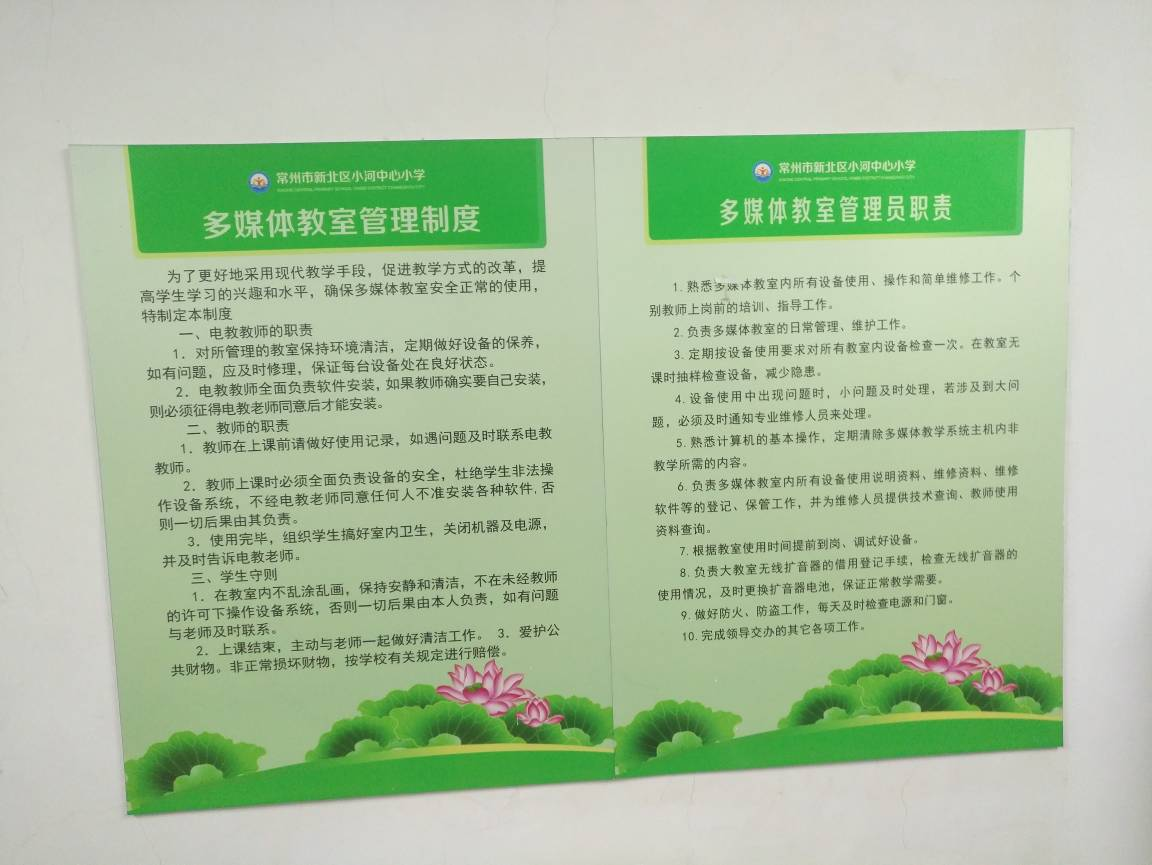 常州市新北区小河中心小学
多媒体教室管理制度
为了更好地采用现代教学手段，促进教学方式的改革，提
高学生学习的兴趣和水平，确保多媒体教室安全正常的使用，
特制定本制度
一、电教教师的职责
1．对所管理的教室保持环境清洁，定期做好设备的保养，
如有问题，应及时修理，保证每台设备处在良好状态。
2．电教教师全面负责软件安装，如果教师确实要自己安装，
则必须征得电教老师同意后才能安装。
二、教师的职责
1．教师在上课前请做好使用记录，如遇问题及时联系电教
教师。
2．教师上课时必须全面负责设备的安全，杜绝学生非法操
作设备系统，不经电教老师同意任何人不准安装各种软件，否
则一切后果由其负责。
3．使用完毕，组织学生搞好室内卫生，关闭机器及电源，
并及时告诉电教老师。
三、学生守则
1．在教室内不乱涂乱画，保持安静和清洁，不在未经教师
的许可下操作设备系统，否则一切后果由本人负责，如有问题
与老师及时联系。
2．上课结束，主动与老师一起做好清洁工作。 3．爱护公
共财物。非正常损坏财物，按学校有关规定进行赔偿。
常州市新北区小河中心小学
多媒体教室管理员职责
1.熟悉多媒体教室内所有设备使用、操作和简单维修工作。个
别教师上岗前的培训、指导工作。
2.负责多媒体教室的日常管理、维护工作。
3.定期按设备使用要求对所有教室内设备检查一次。在教室无
课时抽样检查设备，减少隐患。
4.设备使用中出现问题时，小问题及时处理，若涉及到大问
题，必须及时通知专业维修人员来处理。
5.熟悉计算机的基本操作，定期清除多媒体教学系统主机内非
教学所需的内容。
6.负责多媒体教室内所有设备使用说明资料、维修资料、维修
软件等的登记、保管工作，并为维修人员提供技术查询、教师使用
资料查询。
7.根据教室使用时间提前到岗、调试好设备。
8.负责大教室无线扩音器的借用登记手续，检查无线扩音器的
使用情况，及时更换扩音器电池，保证正常教学需要。
9.做好防火、防盗工作，每天及时检查电源和门窗。
10.完成领导交办的其它各项工作。